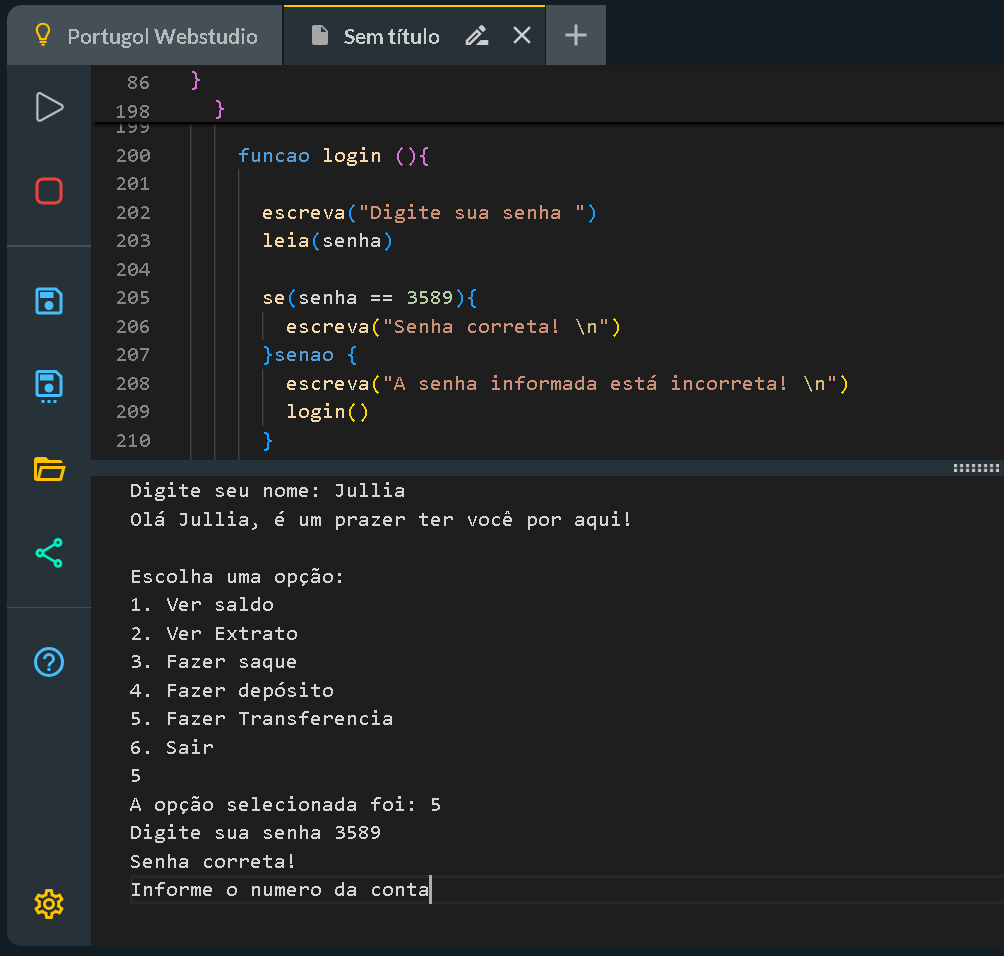 Portugol Webstudio
Sem título
86 }
198 }
199
200 funcao login (){
201
202 escreva("Digite sua senha ")
203 leia(senha)
204
205 se(senha == 3589){
206 escreva("Senha correta! \n")
207 }senao {
208 escreva("A senha informada está incorreta! \n")
209 login()
210 }
Digite seu nome: Jullia
Olá Jullia, é um prazer ter você por aqui!
Escolha uma opção:
1. Ver saldo
2. Ver Extrato
3. Fazer saque
4. Fazer depósito
5. Fazer Transferencia
6. Sair
5
A opção selecionada foi: 5
Digite sua senha 3589
Senha correta!
Informe o numero da conta